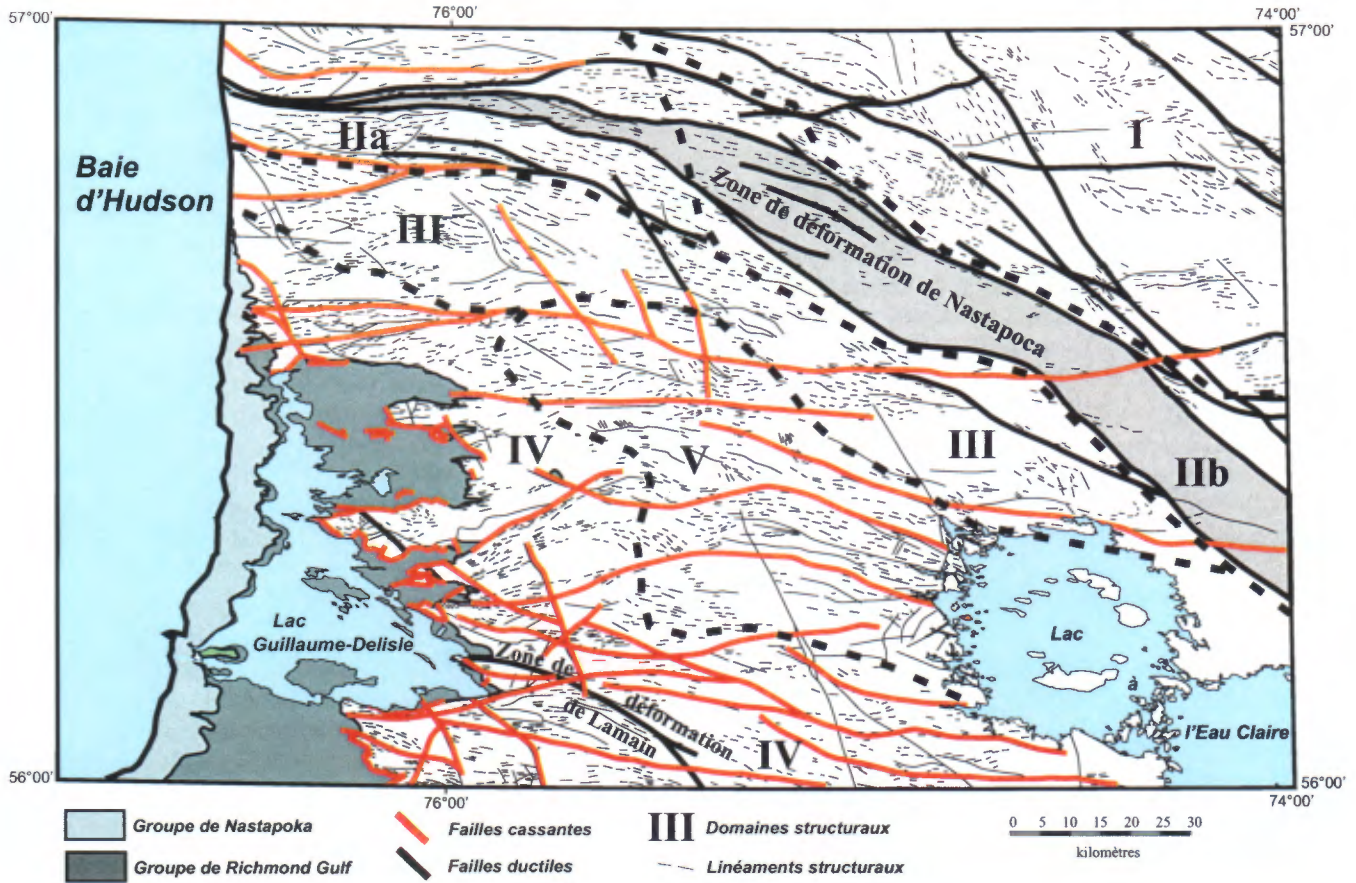 76°00'
74°00'
57°00'
57°00'
I
IIa
Baie
d'Hudson
Zone de déformation de Nastapoca
III
IV
V
III
IIb
Lac
Guillaume-Delisle
Zone de
déformation
de Lamain
IV
Lac
à
l'Eau Claire
56°00'
56°00'
76°00'
74°00'
Groupe de Nastapoka
Failles cassantes
III Domaines structuraux
0 5 10 15 20 25 30
kilomètres
Groupe de Richmond Gulf
Failles ductiles
Linéaments structuraux